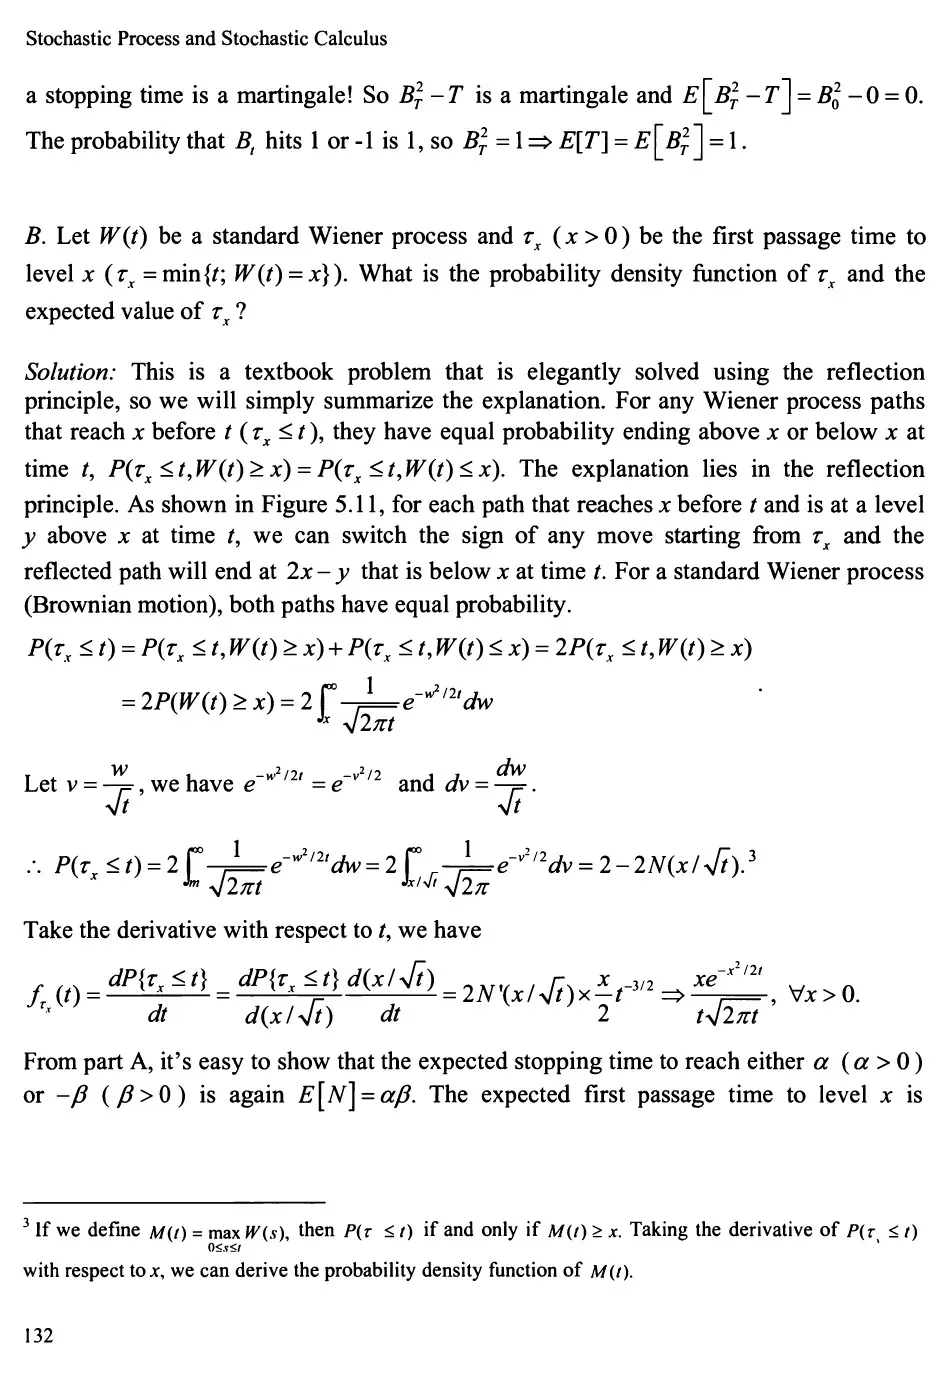 Stochastic Process and Stochastic Calculus
a stopping time is a martingale! So B_T^2 − T is a martingale and E[B_T^2 − T] = B_0^2 − 0 = 0.
The probability that B_t hits 1 or -1 is 1, so B_T^2 = 1 ⇒ E[T] = E[B_T^2] = 1.
B. Let W(t) be a standard Wiener process and τ_x (x > 0) be the first passage time to
level x (τ_x = min{t; W(t) = x}). What is the probability density function of τ_x and the
expected value of τ_x ?
Solution: This is a textbook problem that is elegantly solved using the reflection
principle, so we will simply summarize the explanation. For any Wiener process paths
that reach x before t (τ_x ≤ t), they have equal probability ending above x or below x at
time t, P(τ_x ≤ t, W(t) ≥ x) = P(τ_x ≤ t, W(t) ≤ x). The explanation lies in the reflection
principle. As shown in Figure 5.11, for each path that reaches x before t and is at a level
y above x at time t, we can switch the sign of any move starting from τ_x and the
reflected path will end at 2x − y that is below x at time t. For a standard Wiener process
(Brownian motion), both paths have equal probability.
P(τ_x ≤ t) = P(τ_x ≤ t, W(t) ≥ x) + P(τ_x ≤ t, W(t) ≤ x) = 2P(τ_x ≤ t, W(t) ≥ x)
= 2P(W(t) ≥ x) = 2∫_x^∞ 1/√(2πt) e^{−w^2/2t} dw
Let v = w/√t, we have e^{−w^2/2t} = e^{−v^2/2} and dv = dw/√t.
∴ P(τ_x ≤ t) = 2∫_m^∞ 1/√(2πt) e^{−w^2/2t} dw = 2∫_{x/√t}^∞ 1/√(2π) e^{−v^2/2} dv = 2 − 2N(x/√t).^3
Take the derivative with respect to t, we have
f_{τ_x}(t) = dP{τ_x ≤ t}/dt = dP{τ_x ≤ t}/d(x/√t) d(x/√t)/dt = 2N'(x/√t) × x/2 t^{−3/2} ⇒ xe^{−x^2/2t}/(t√(2πt)), ∀x > 0.
From part A, it's easy to show that the expected stopping time to reach either α (α > 0)
or −β (β > 0) is again E[N] = αβ. The expected first passage time to level x is
3 If we define M(t) = max_{0≤s≤t} W(s), then P(τ ≤ t) if and only if M(t) ≥ x. Taking the derivative of P(τ_x ≤ t)
with respect to x, we can derive the probability density function of M(t).
132